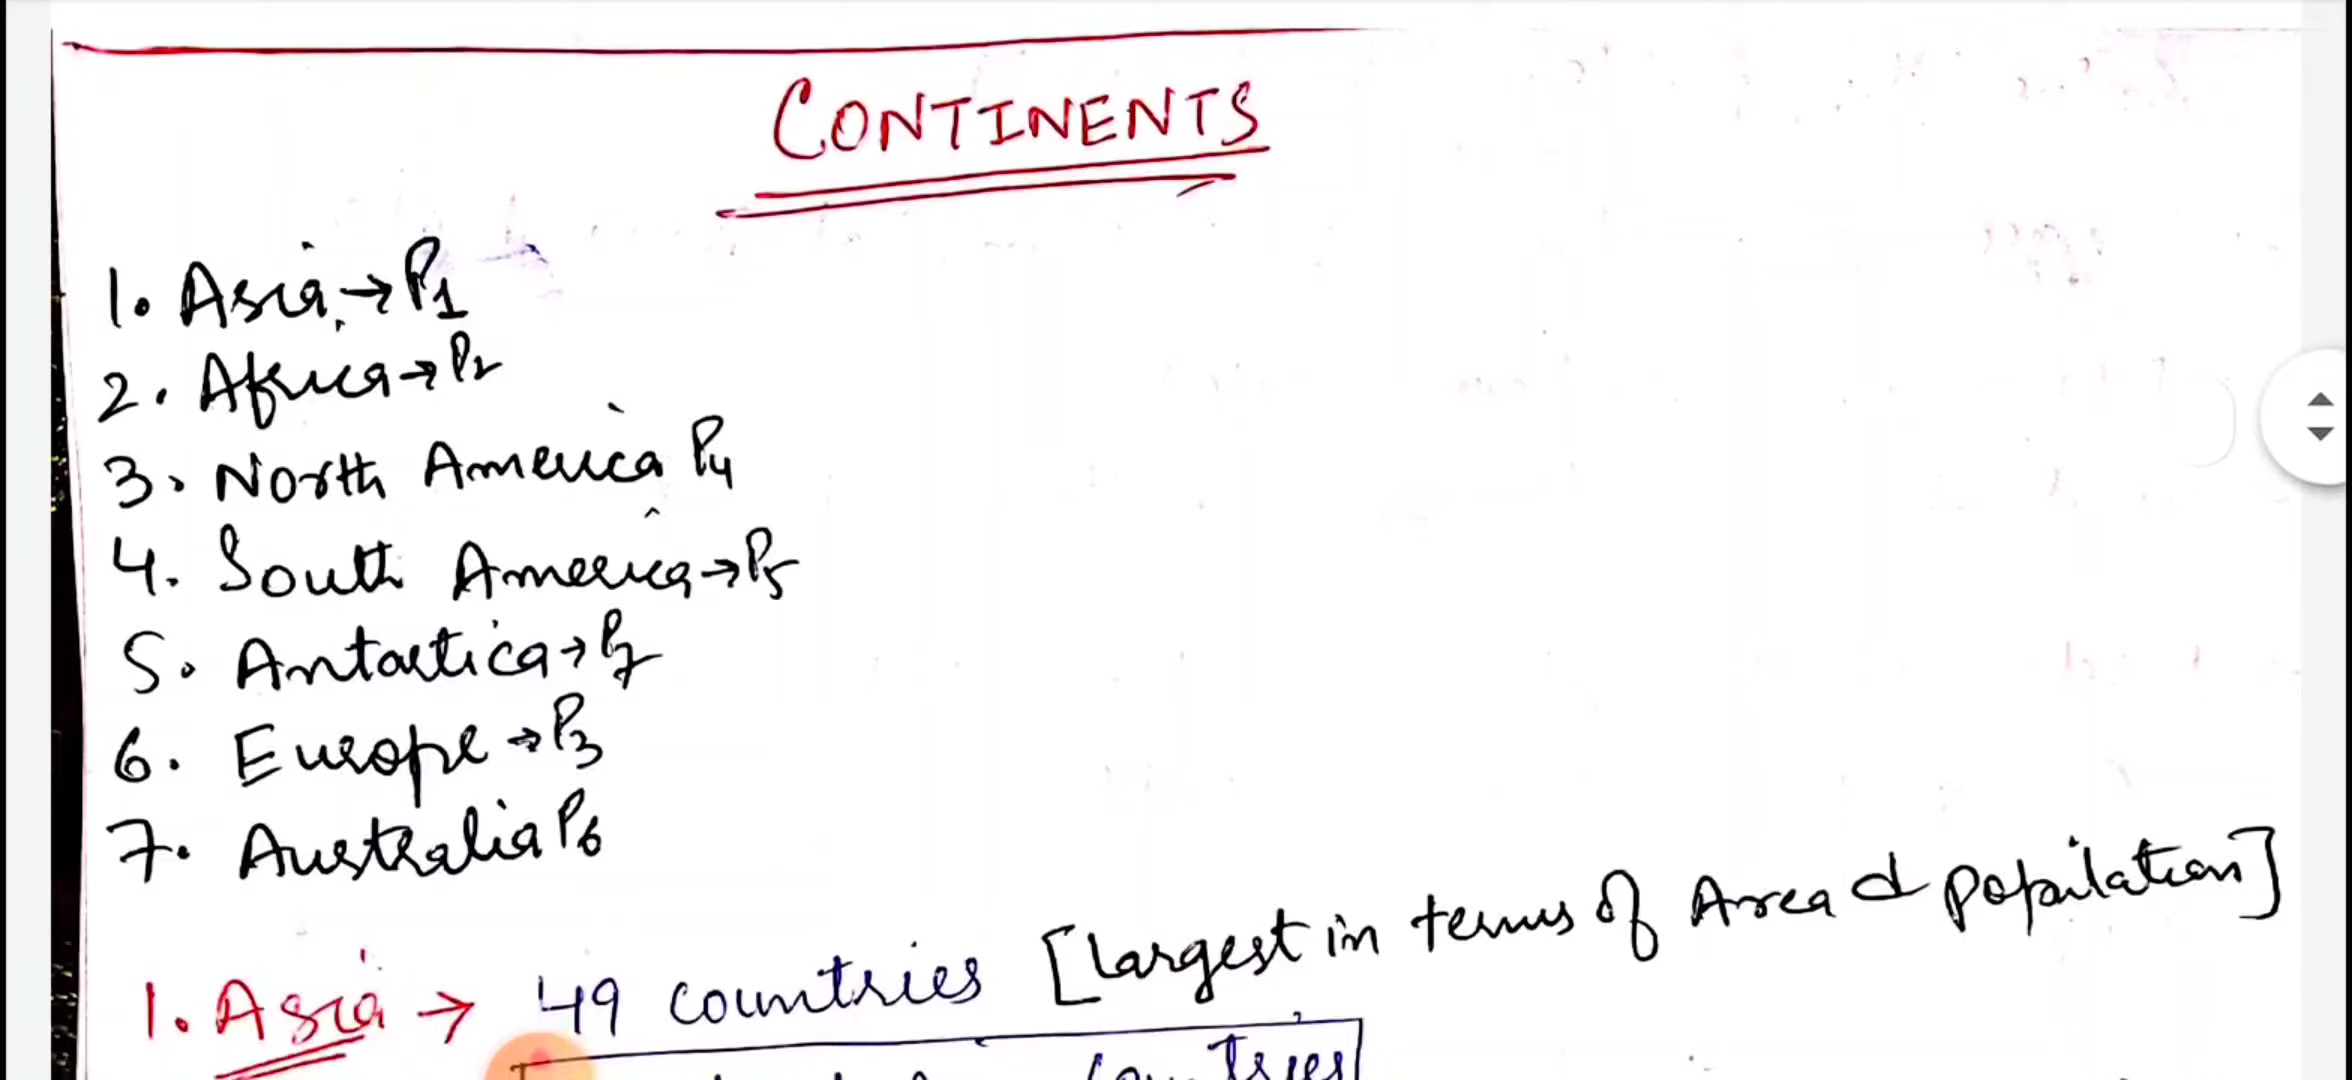 CONTINENTS
1. Asia → P1
2. Africa → P2
3. North America P4
4. South America → P5
5. Antartica → P7
6. Europe → P3
7. Australia P6
1. Asia → 49 countries [largest in terms of Area & population]
countries